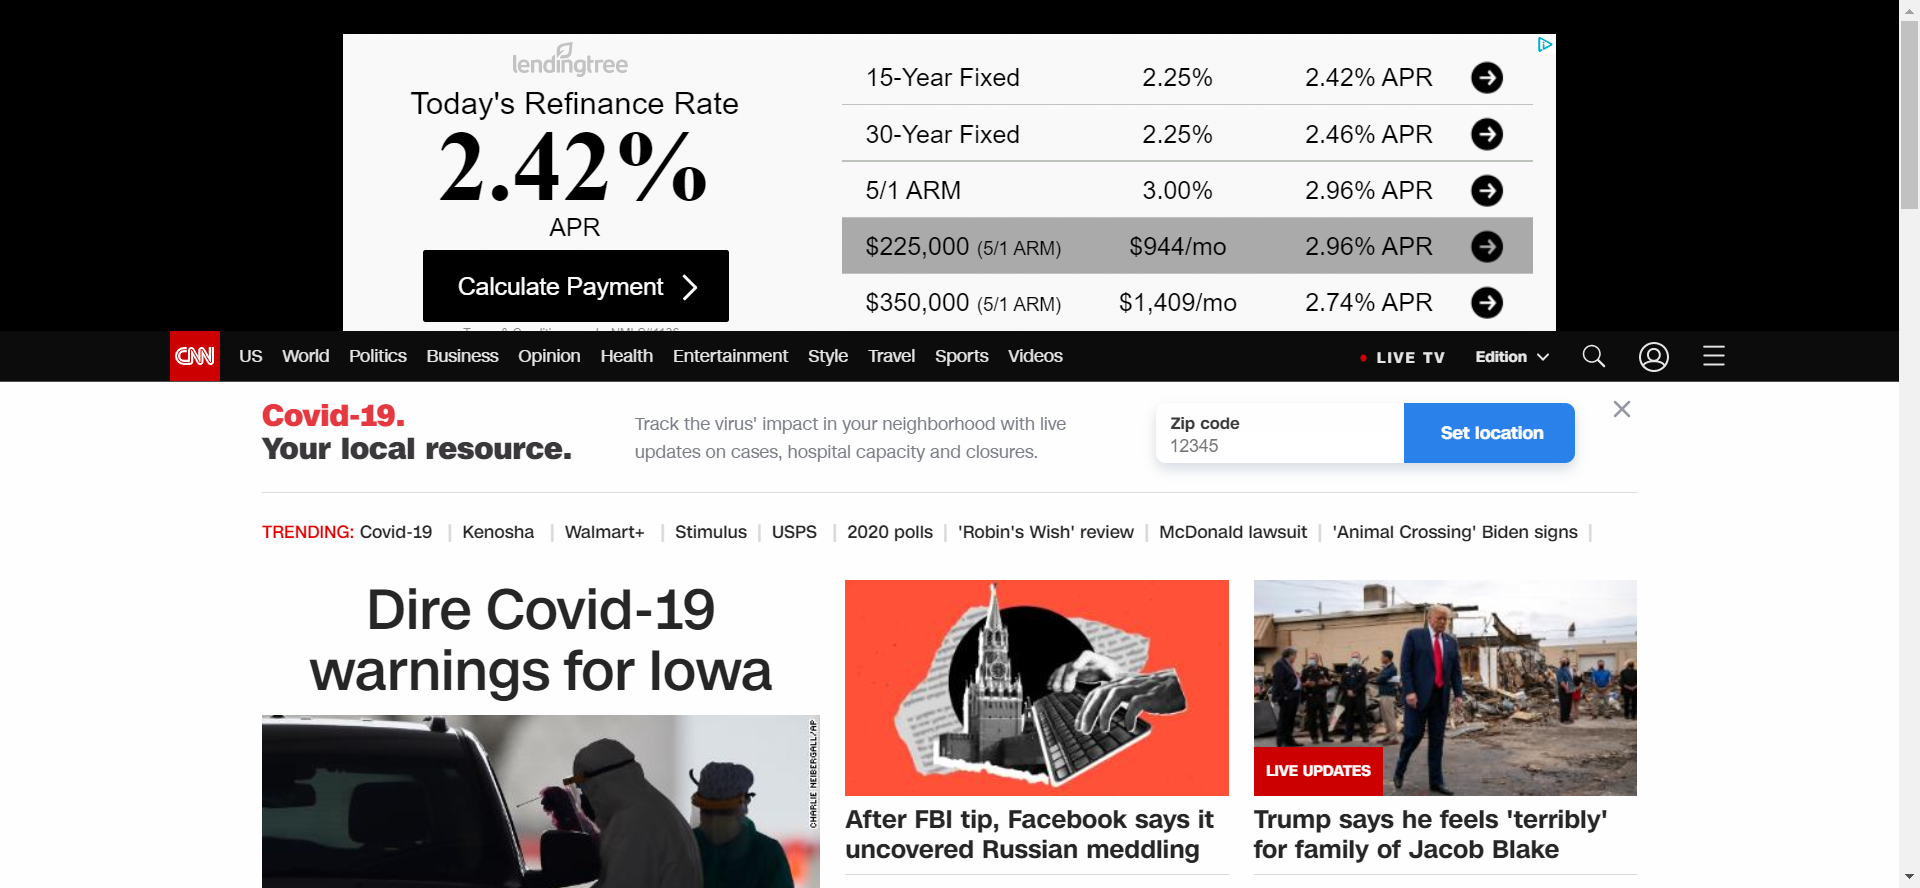 lendingtree
Today's Refinance Rate
2.42%
APR
Calculate Payment
15-Year Fixed 2.25% 2.42% APR
30-Year Fixed 2.25% 2.46% APR
5/1 ARM 3.00% 2.96% APR
$225,000 (5/1 ARM) $944/mo 2.96% APR
$350,000 (5/1 ARM) $1,409/mo 2.74% APR
CNN US World Politics Business Opinion Health Entertainment Style Travel Sports Videos LIVE TV Edition
Covid-19.
Your local resource.
Track the virus' impact in your neighborhood with live
updates on cases, hospital capacity and closures.
Zip code
12345
Set location
TRENDING: Covid-19 | Kenosha | Walmart+ | Stimulus | USPS | 2020 polls | 'Robin's Wish' review | McDonald lawsuit | 'Animal Crossing' Biden signs |
Dire Covid-19
warnings for Iowa
CHARLIE NEIBERGALL/AP
After FBI tip, Facebook says it
uncovered Russian meddling
LIVE UPDATES
Trump says he feels 'terribly'
for family of Jacob Blake